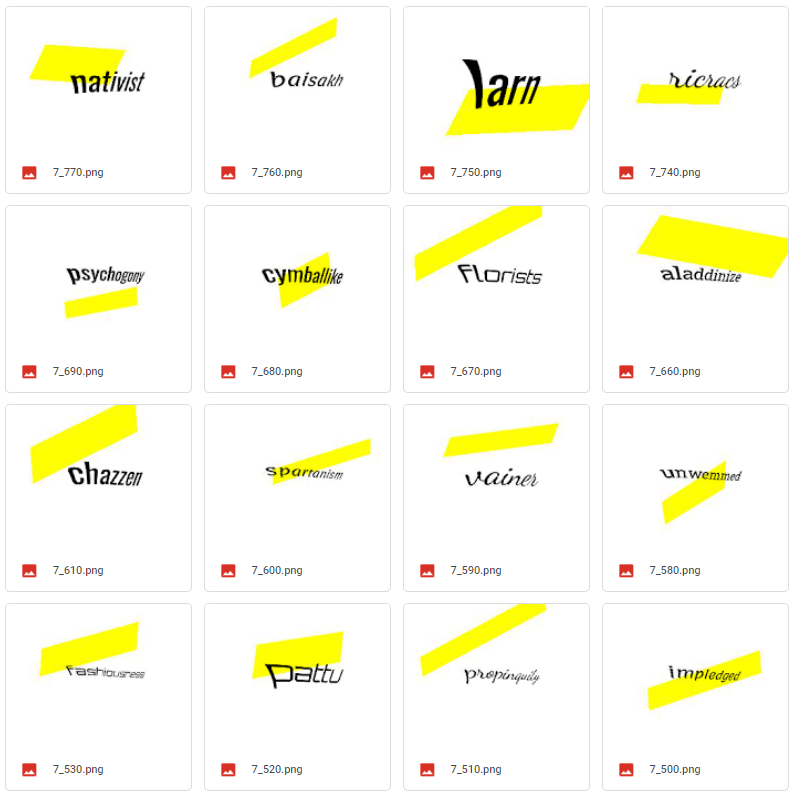 nativist
baisakh
larn
ricracs
7_770.png
7_760.png
7_750.png
7_740.png
psychogony
cymballike
florists
aladdinize
7_690.png
7_680.png
7_670.png
7_660.png
chazzen
spartanism
vainer
unwemmed
7_610.png
7_600.png
7_590.png
7_580.png
fashiousness
pattu
propinquity
impledged
7_530.png
7_520.png
7_510.png
7_500.png